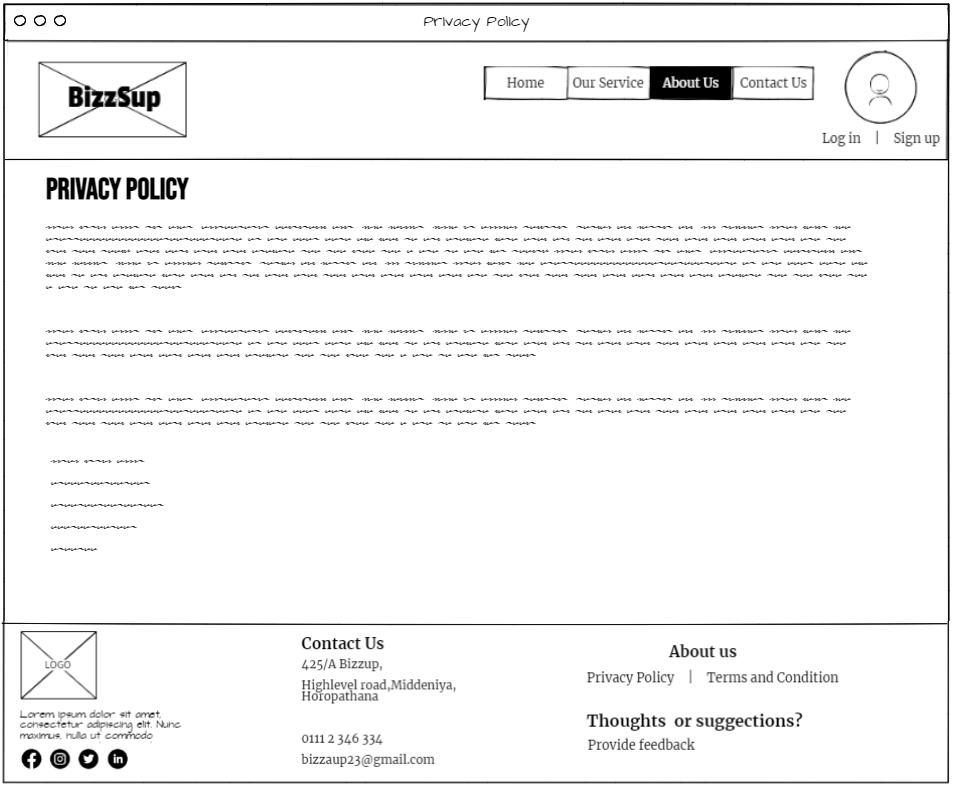 Privacy Policy
BizzSup
Home Our Service About Us Contact Us
Log in | Sign up
PRIVACY POLICY
LOGO
Lorem ipsum dolor sit amet,
consectetur adipiscing elit. Nunc
maximus, nulla ut commodo
Contact Us
425/A Bizzup,
Highlevel road,Middeniya,
Horopathana
0111 2 346 334
bizzaup23@gmail.com
About us
Privacy Policy | Terms and Condition
Thoughts or suggestions?
Provide feedback